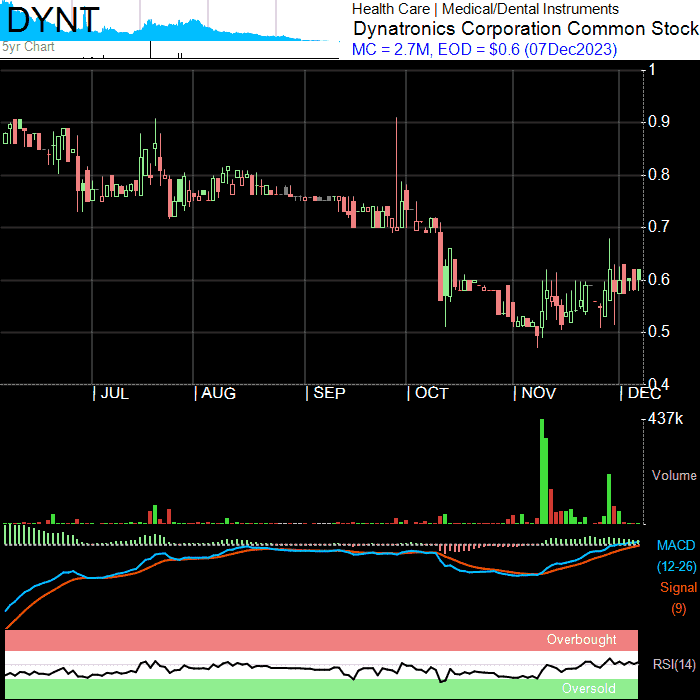 DYNT
5yr Chart
Health Care | Medical/Dental Instruments
Dynatronics Corporation Common Stock
MC = 2.7M, EOD = $0.6 (07Dec2023)
1
0.9
0.8
0.7
0.6
0.5
0.4
| JUL | AUG | SEP | OCT | NOV | DEC
437k
Volume
MACD
(12-26)
Signal
(9)
Overbought
RSI(14)
Oversold